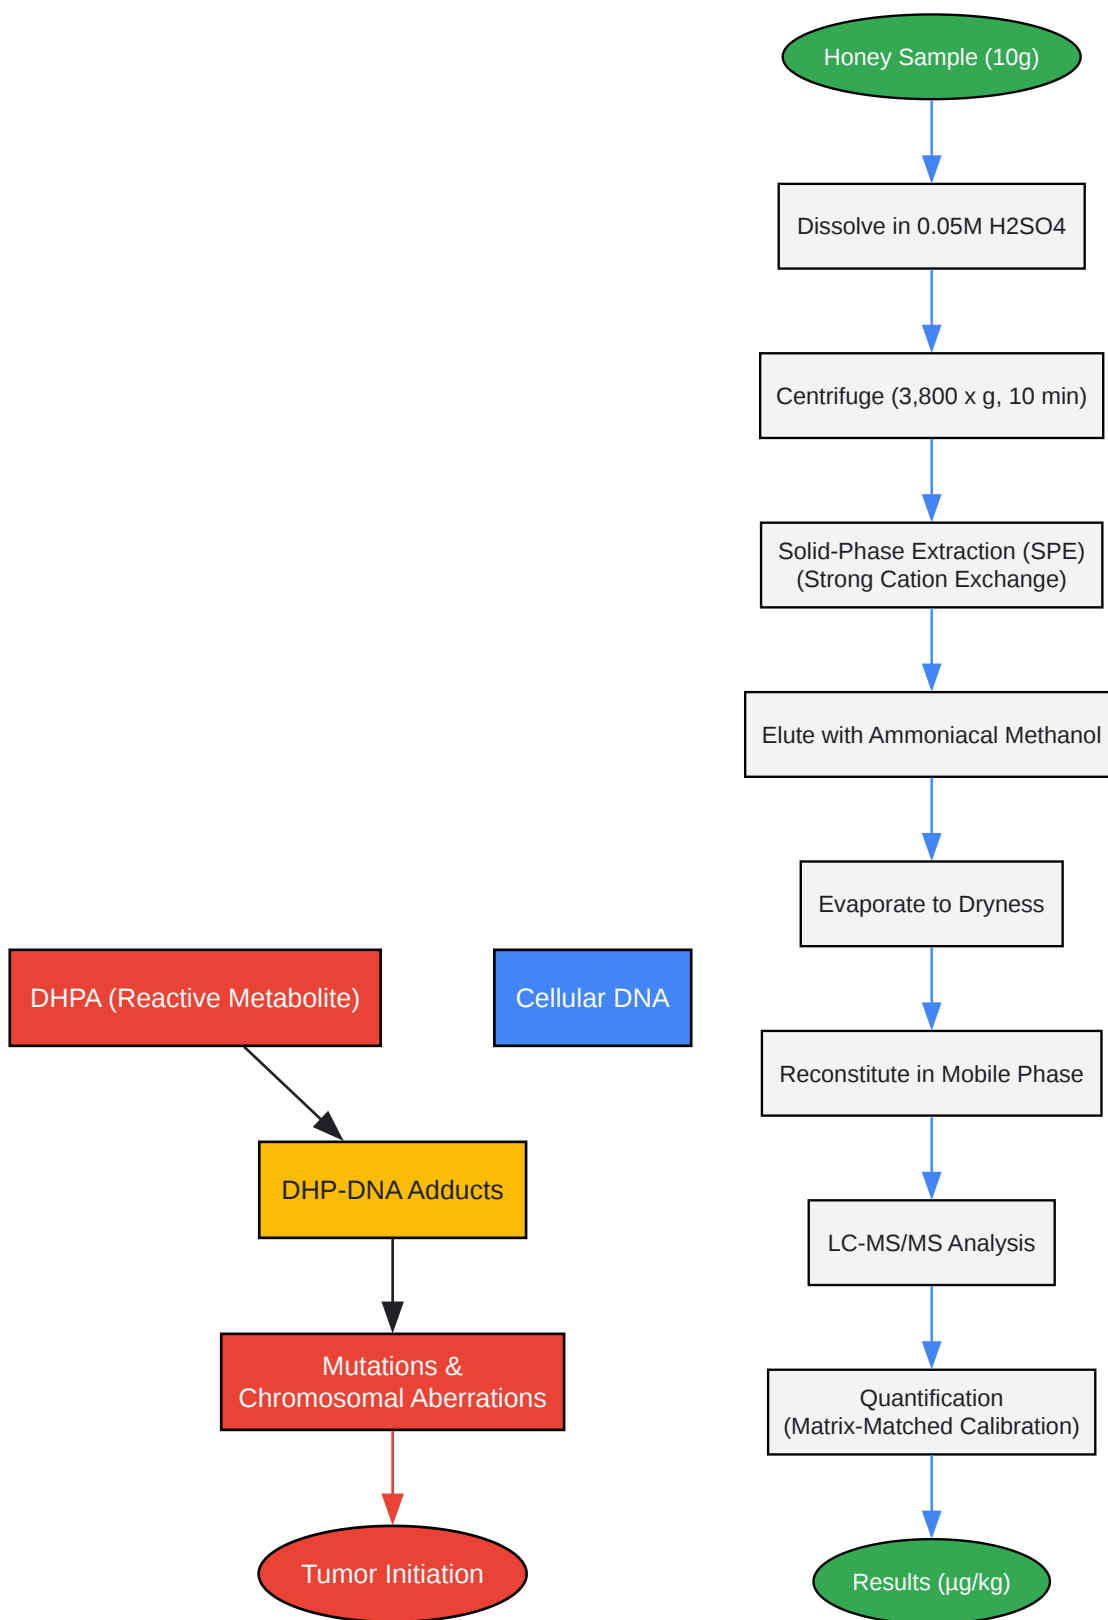 Honey Sample (10g)
Dissolve in 0.05M H2SO4
Centrifuge (3,800 x g, 10 min)
Solid-Phase Extraction (SPE)
(Strong Cation Exchange)
Elute with Ammoniacal Methanol
Evaporate to Dryness
Reconstitute in Mobile Phase
LC-MS/MS Analysis
Quantification
(Matrix-Matched Calibration)
Results (µg/kg)
DHPA (Reactive Metabolite)
Cellular DNA
DHP-DNA Adducts
Mutations &
Chromosomal Aberrations
Tumor Initiation